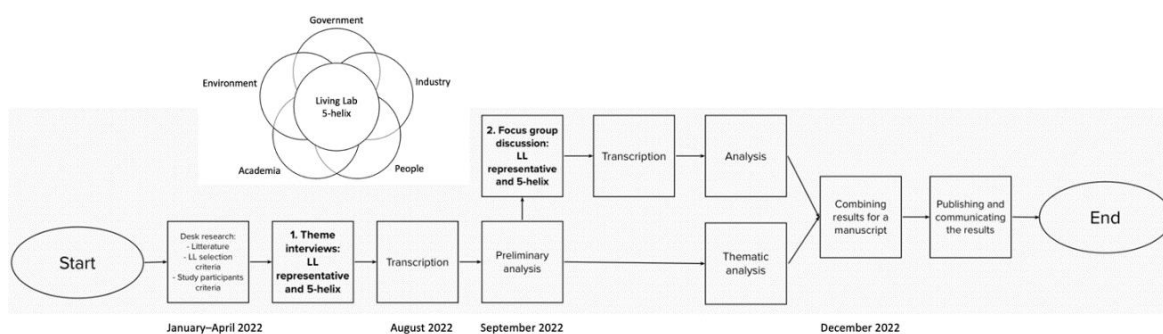 Government
Environment
Industry
Living Lab
5-helix
Academia
People
Start
Desk research:
- Litterature
- LL selection
criteria
- Study participants
criteria
1. Theme
interviews:
LL
representative
and 5-helix
Transcription
Preliminary
analysis
2. Focus group
discussion:
LL
representative
and 5-helix
Transcription
Analysis
Thematic
analysis
Combining
results for a
manuscript
Publishing and
communicating
the results
End
January–April 2022
August 2022
September 2022
December 2022